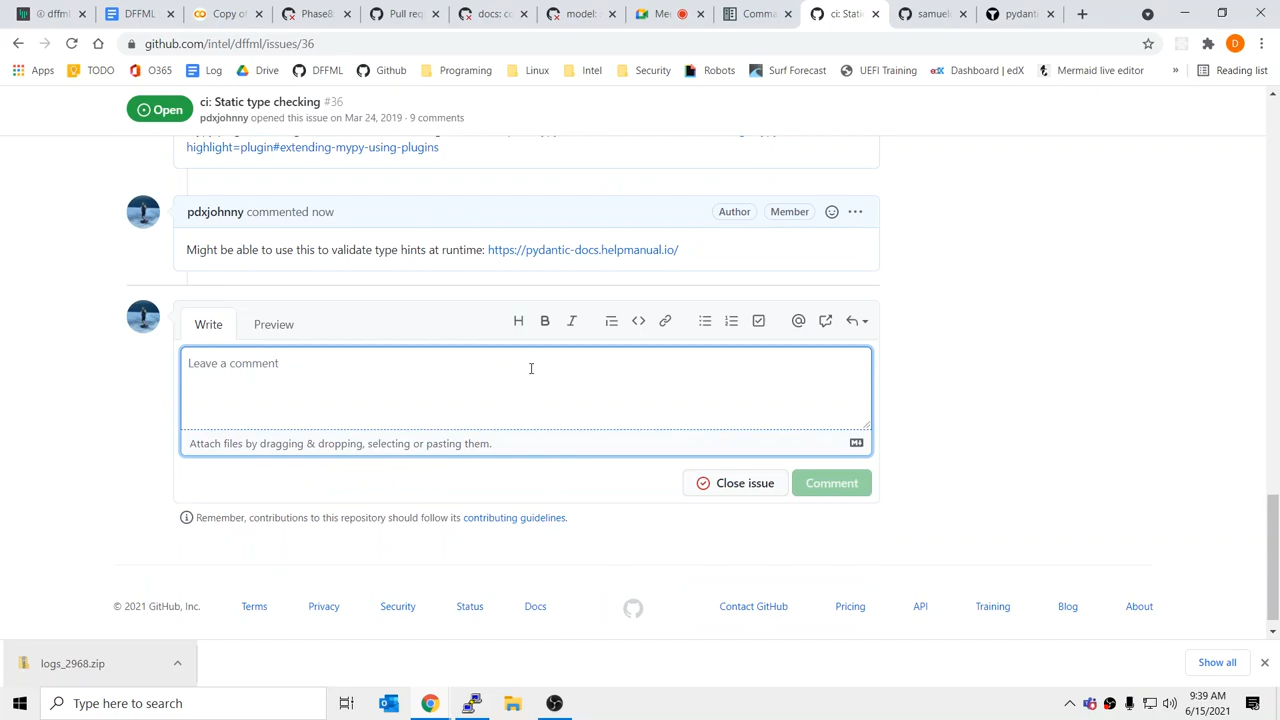 @ dffml
DFFML
Copy of
Phase8
Pull req
docs: co
model:
Me
Comma
ci: Stati
samuel
pydanti
github.com/intel/dffml/issues/36
D
Apps
TODO
O365
Log
Drive
DFFML
Github
Programing
Linux
Intel
Security
Robots
Surf Forecast
UEFI Training
Dashboard | edX
Mermaid live editor
»
Reading list
Open
ci: Static type checking #36
pdxjohnny opened this issue on Mar 24, 2019 · 9 comments
highlight=plugin#extending-mypy-using-plugins
pdxjohnny commented now
Author
Member
Might be able to use this to validate type hints at runtime: https://pydantic-docs.helpmanual.io/
Write
Preview
Leave a comment
Attach files by dragging & dropping, selecting or pasting them.
Close issue
Comment
Remember, contributions to this repository should follow its contributing guidelines.
© 2021 GitHub, Inc.
Terms
Privacy
Security
Status
Docs
Contact GitHub
Pricing
API
Training
Blog
About
logs_2968.zip
Show all
Type here to search
9:39 AM
6/15/2021